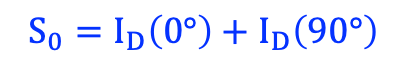 S₀ = I_D(0°) + I_D(90°)